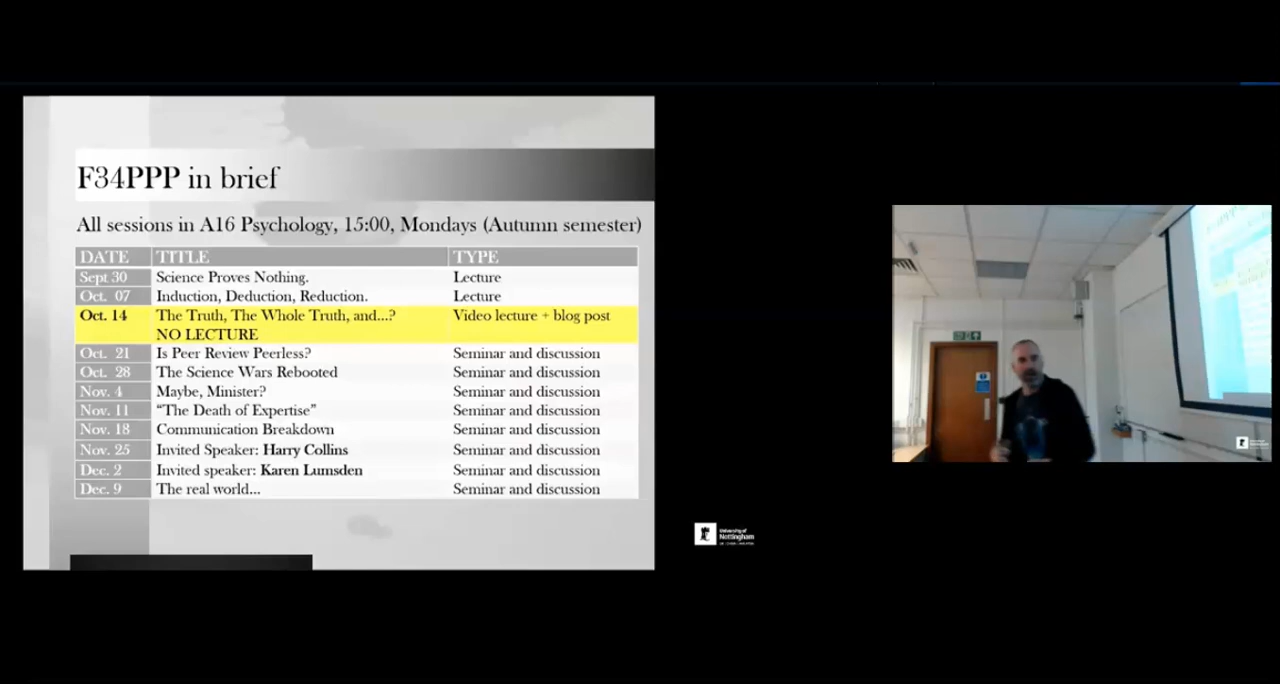 F34PPP in brief
All sessions in A16 Psychology, 15:00, Mondays (Autumn semester)
DATE TITLE TYPE
Sept 30 Science Proves Nothing. Lecture
Oct. 07 Induction, Deduction, Reduction. Lecture
Oct. 14 The Truth, The Whole Truth, and...? Video lecture + blog post
NO LECTURE
Oct. 21 Is Peer Review Peerless? Seminar and discussion
Oct. 28 The Science Wars Rebooted Seminar and discussion
Nov. 4 Maybe, Minister? Seminar and discussion
Nov. 11 “The Death of Expertise” Seminar and discussion
Nov. 18 Communication Breakdown Seminar and discussion
Nov. 25 Invited Speaker: Harry Collins Seminar and discussion
Dec. 2 Invited speaker: Karen Lumsden Seminar and discussion
Dec. 9 The real world... Seminar and discussion
University of
Nottingham